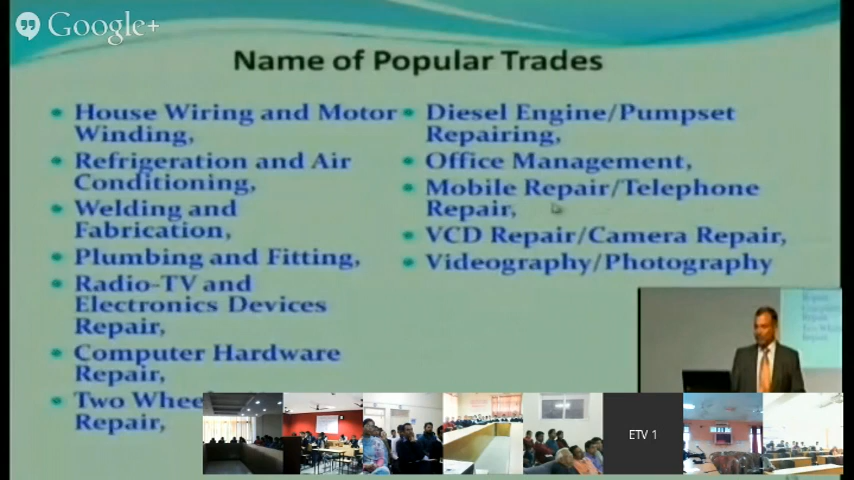 Google+
Name of Popular Trades
House Wiring and Motor
Winding,
Refrigeration and Air
Conditioning,
Welding and
Fabrication,
Plumbing and Fitting,
Radio-TV and
Electronics Devices
Repair,
Computer Hardware
Repair,
Two
Repair,
Diesel Engine/Pumpset
Repairing,
Office Management,
Mobile Repair/Telephone
Repair,
VCD Repair/Camera Repair,
Videography/Photography
ETV 1